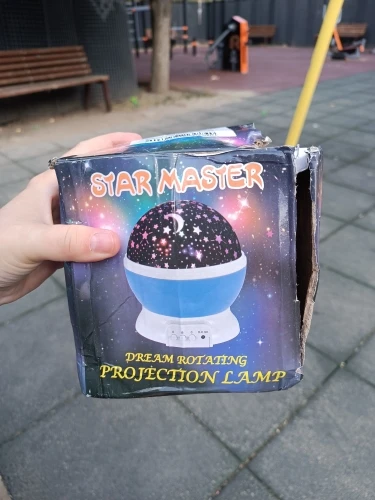 STAR MASTER
DREAM ROTATING
PROJECTION LAMP